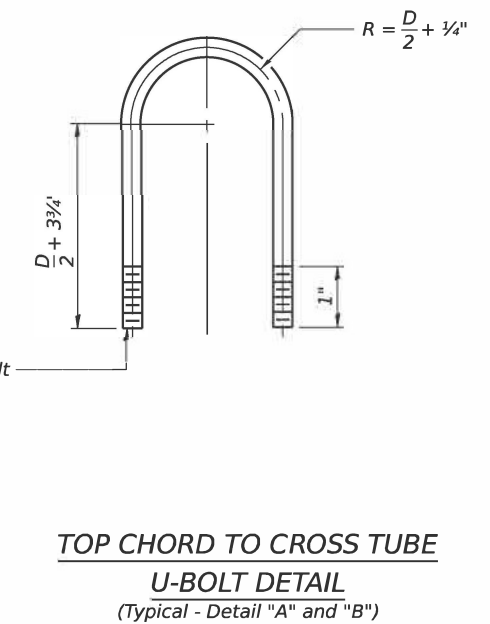 R = D/2 + ¼"
D/2 + 3¾'
1"
lt
TOP CHORD TO CROSS TUBE
U-BOLT DETAIL
(Typical - Detail "A" and "B")